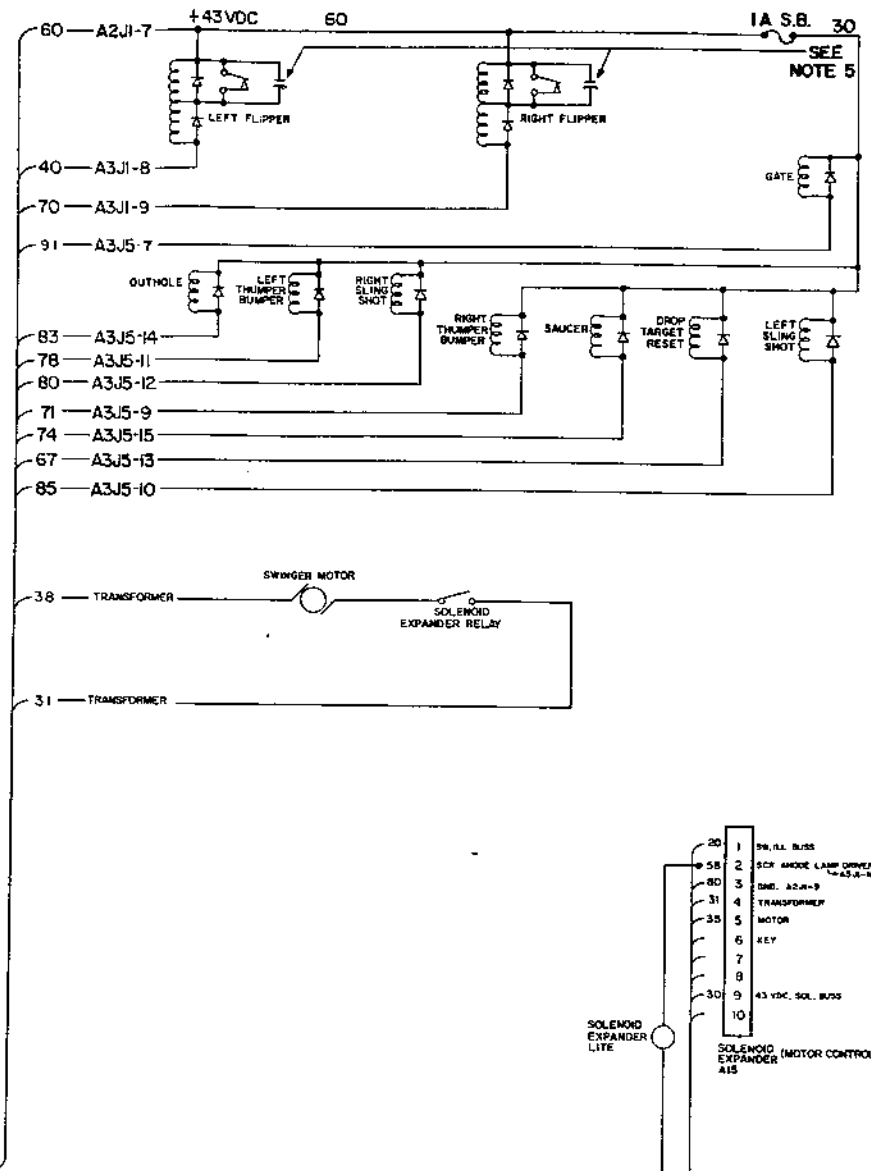 60 A2J1-7 +43VDC 60 1A S.B. 30
SEE
NOTE 5
LEFT FLIPPER
RIGHT FLIPPER
40 A3J1-8
GATE
70 A3J1-9
91 A3J5-7
OUTHOLE
LEFT
THUMPER
BUMPER
RIGHT
SLING
SHOT
RIGHT
THUMPER
BUMPER
SAUCER
DROP
TARGET
RESET
LEFT
SLING
SHOT
83 A3J5-14
78 A3J5-11
80 A3J5-12
71 A3J5-9
74 A3J5-15
67 A3J5-13
85 A3J5-10
SWINGER MOTOR
38 TRANSFORMER
SOLENOID
EXPANDER RELAY
31 TRANSFORMER
20 1 SW. ILL BUSS
58 2 SCR ANODE LAMP DRIVER
80 3 GND. A2J1-9
31 4 TRANSFORMER
35 5 MOTOR
6 KEY
7
8
30 9 43 VDC, SOL. BUSS
10
SOLENOID
EXPANDER
LITE
SOLENOID
EXPANDER (MOTOR CONTROL
A15